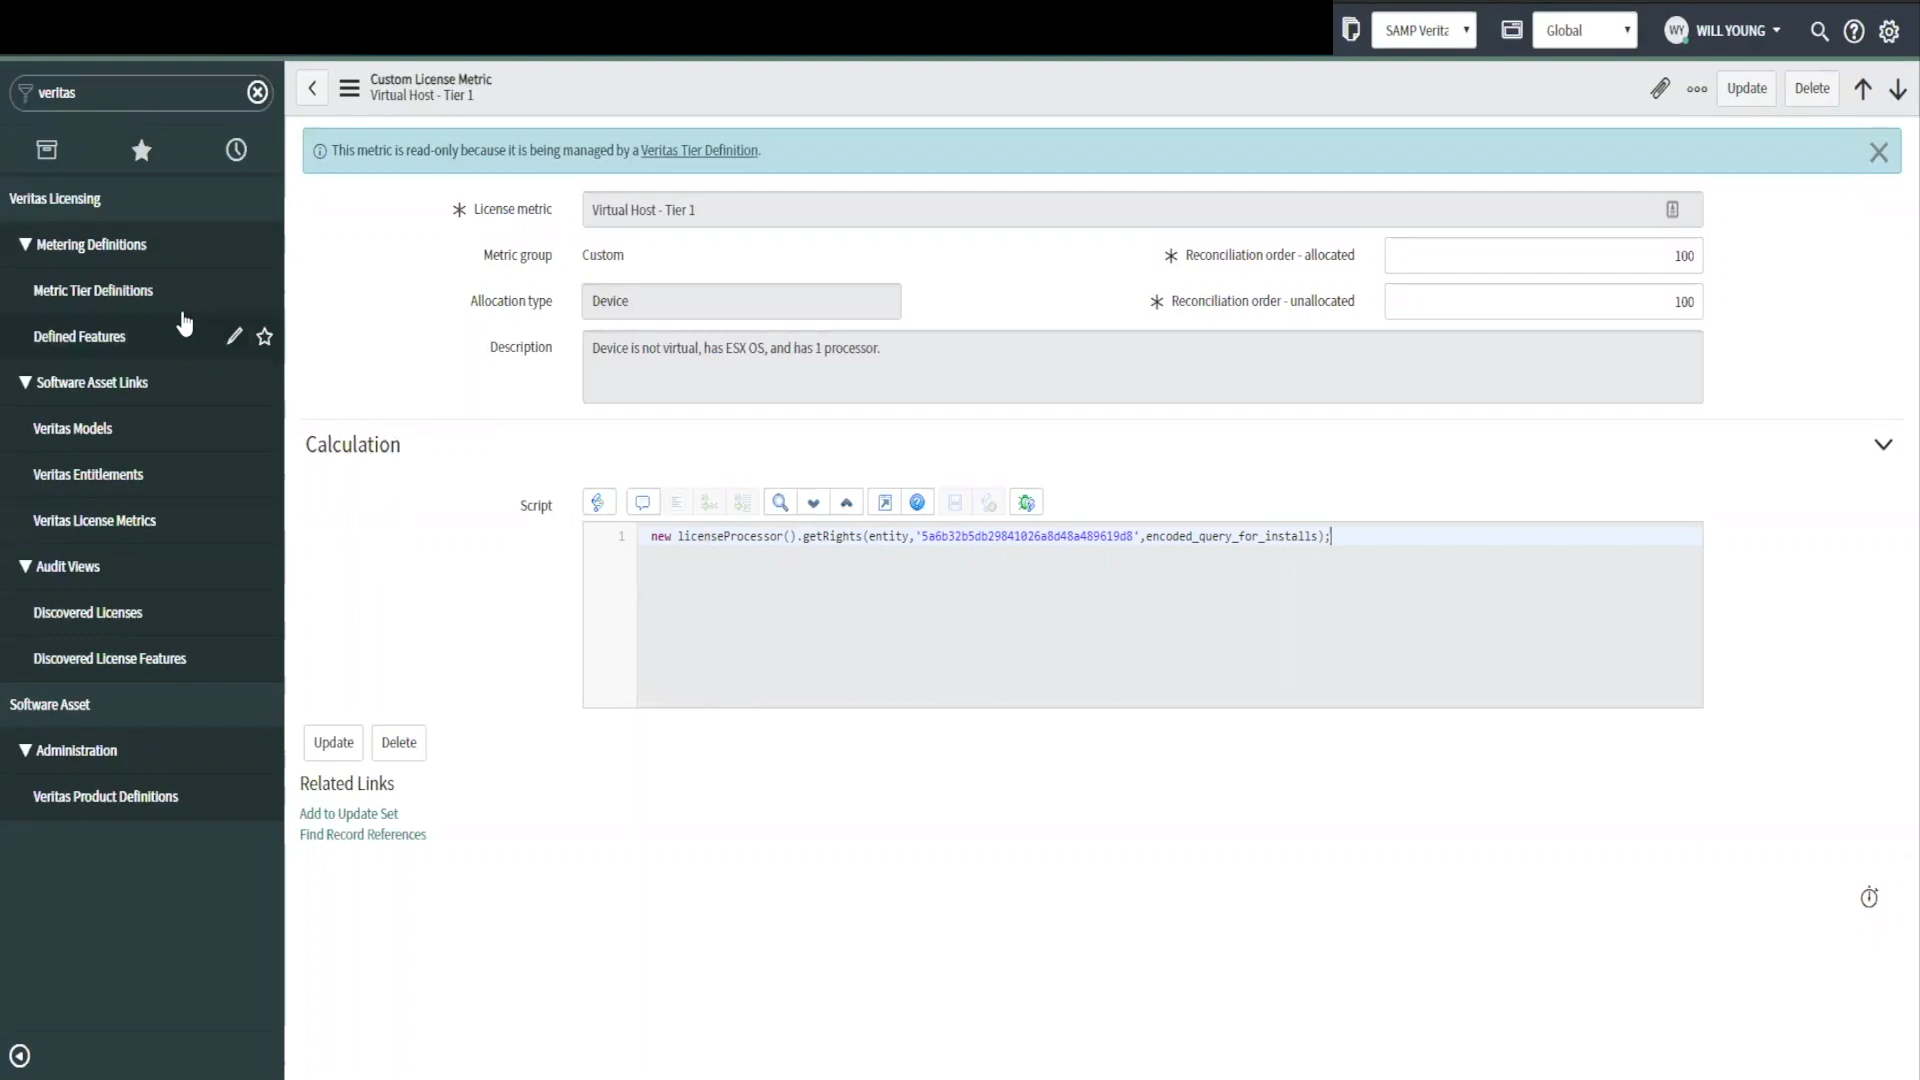 SAMP Verita
Global
WY
WILL YOUNG
veritas
Custom License Metric
Virtual Host - Tier 1
Update
Delete
This metric is read-only because it is being managed by a Veritas Tier Definition.
Veritas Licensing
Metering Definitions
Metric Tier Definitions
Defined Features
Software Asset Links
Veritas Models
Veritas Entitlements
Veritas License Metrics
Audit Views
Discovered Licenses
Discovered License Features
Software Asset
Administration
Veritas Product Definitions
License metric
Virtual Host - Tier 1
Metric group
Custom
Reconciliation order - allocated
100
Allocation type
Device
Reconciliation order - unallocated
100
Description
Device is not virtual, has ESX OS, and has 1 processor.
Calculation
Script
1
new licenseProcessor().getRights(entity,'5a6b32b5db29841026a8d48a489619d8',encoded_query_for_installs);
Update
Delete
Related Links
Add to Update Set
Find Record References